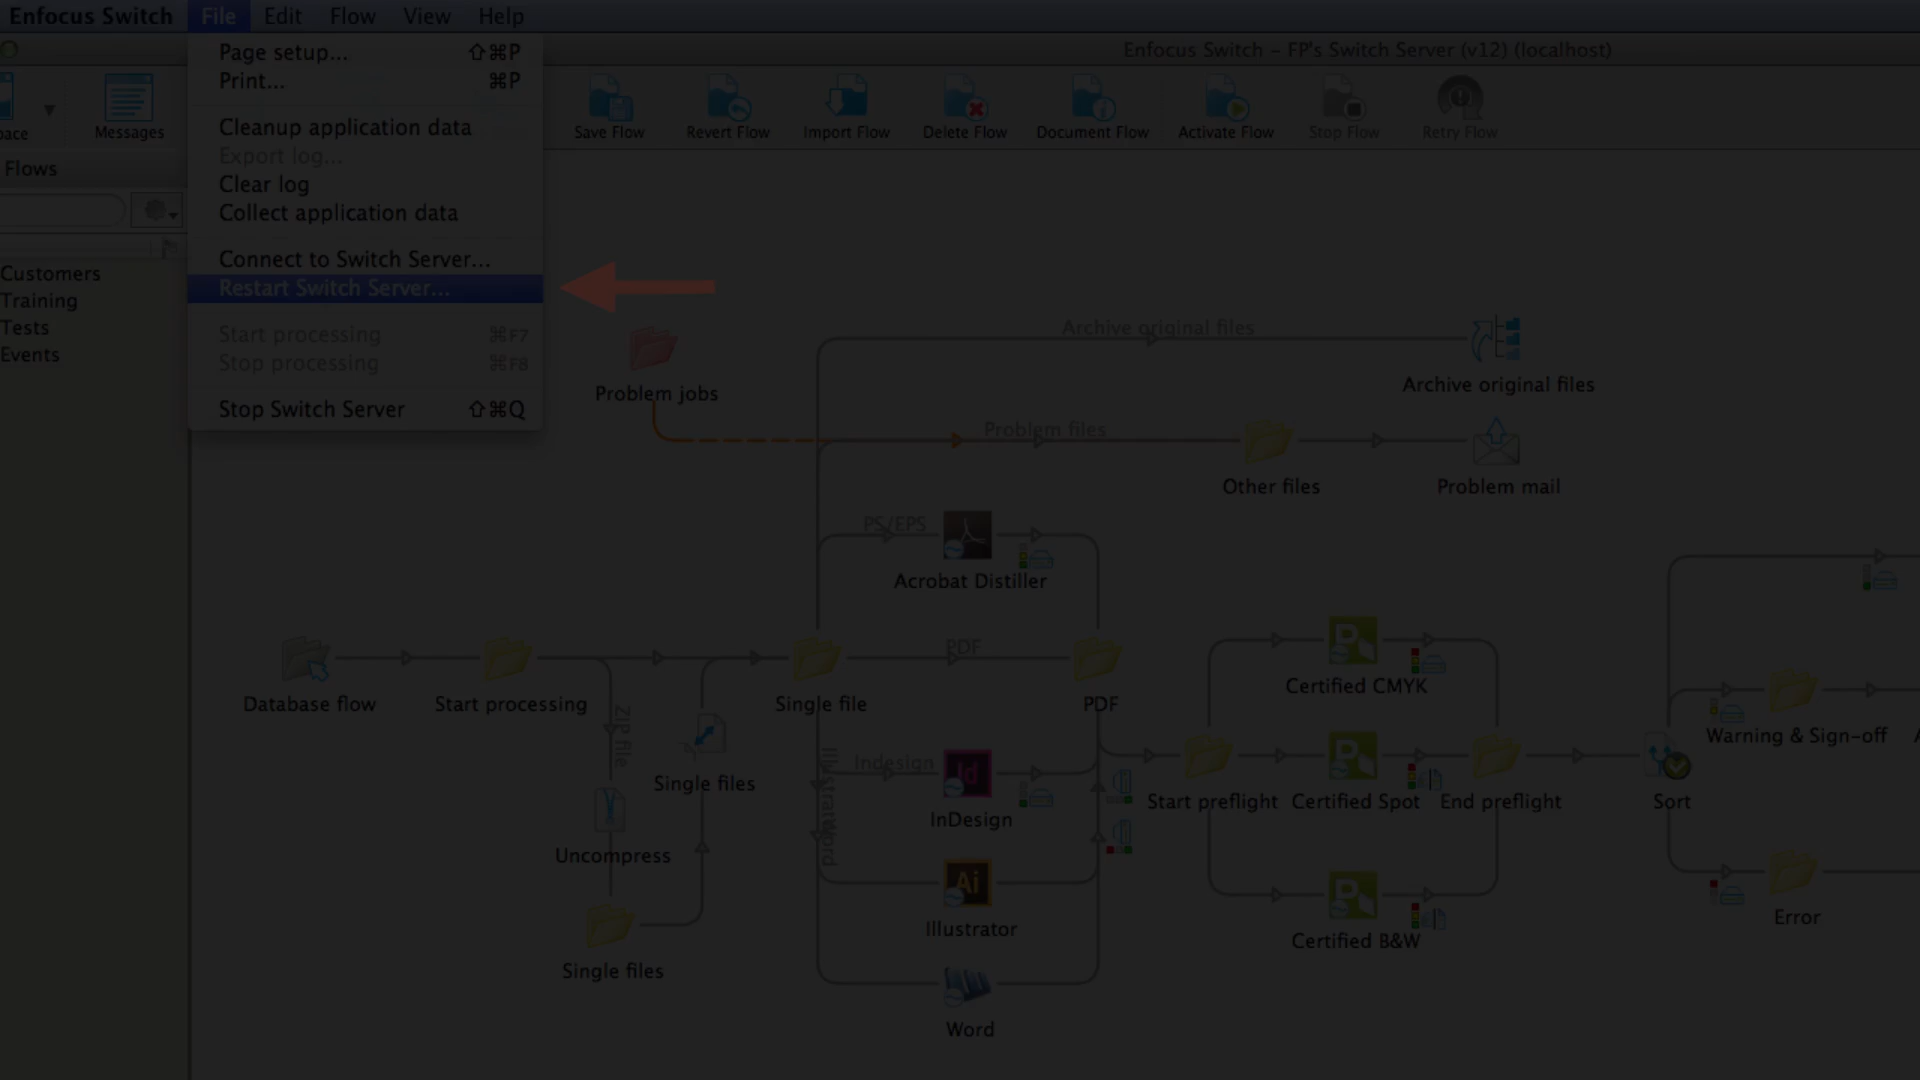 Enfocus Switch File Edit Flow View Help
Enfocus Switch – FP's Switch Server (v12) (localhost)
Page setup... ⇧⌘P
Print... ⌘P
Cleanup application data
Export log...
Clear log
Collect application data
Connect to Switch Server...
Restart Switch Server...
Start processing ⌘F7
Stop processing ⌘F8
Stop Switch Server ⇧⌘Q
Messages
Save Flow
Revert Flow
Import Flow
Delete Flow
Document Flow
Activate Flow
Stop Flow
Retry Flow
Flows
Customers
Training
Tests
Events
Problem jobs
Archive original files
Archive original files
Problem files
Other files
Problem mail
PS/EPS
Acrobat Distiller
Database flow
Start processing
Single file
PDF
PDF
ZIP file
Single files
Uncompress
Single files
Indesign
InDesign
Illustrator
Word
Certified CMYK
Start preflight
Certified Spot
End preflight
Certified B&W
Sort
Warning & Sign-off
Error